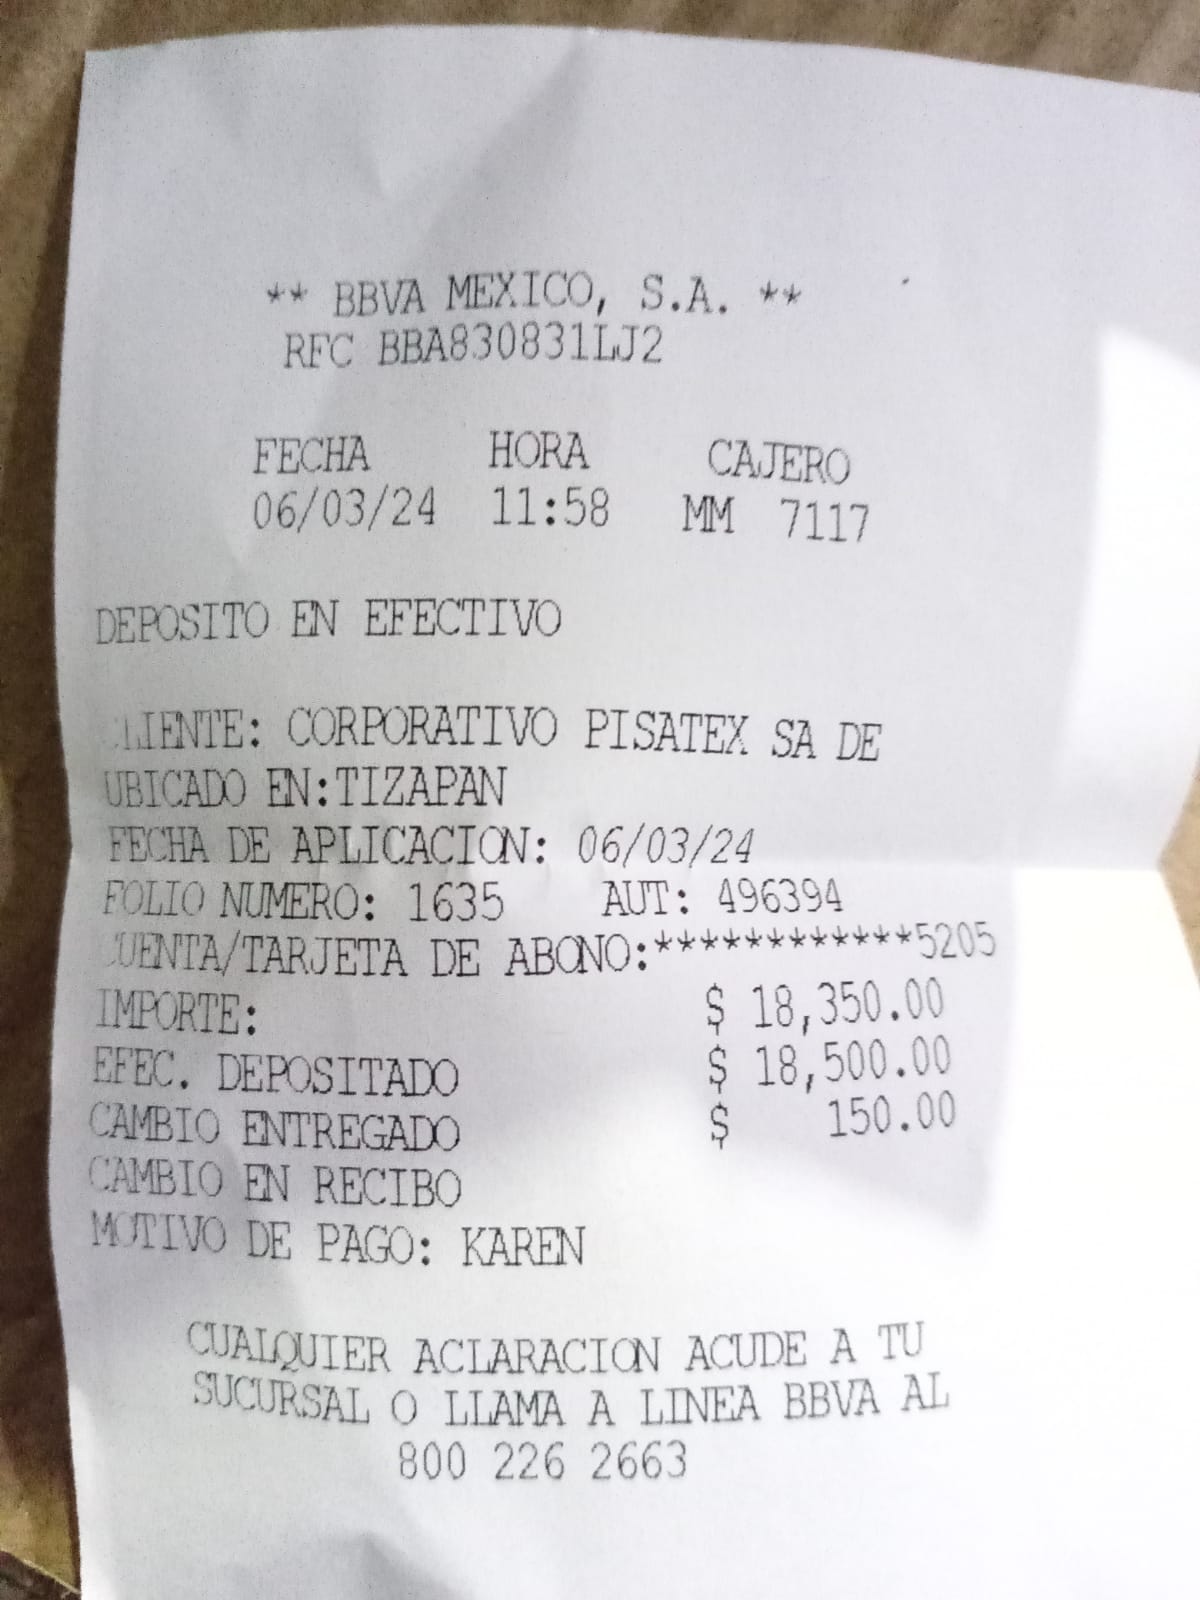 ** BBVA MEXICO, S.A. **
RFC BBA830831LJ2
FECHA HORA CAJERO
06/03/24 11:58 MM 7117
DEPOSITO EN EFECTIVO
CLIENTE: CORPORATIVO PISATEX SA DE
UBICADO EN:TIZAPAN
FECHA DE APLICACION: 06/03/24
FOLIO NUMERO: 1635 AUT: 496394
CUENTA/TARJETA DE ABONO:************5205
IMPORTE: $ 18,350.00
EFEC. DEPOSITADO $ 18,500.00
CAMBIO ENTREGADO $ 150.00
CAMBIO EN RECIBO
MOTIVO DE PAGO: KAREN
CUALQUIER ACLARACION ACUDE A TU
SUCURSAL O LLAMA A LINEA BBVA AL
800 226 2663